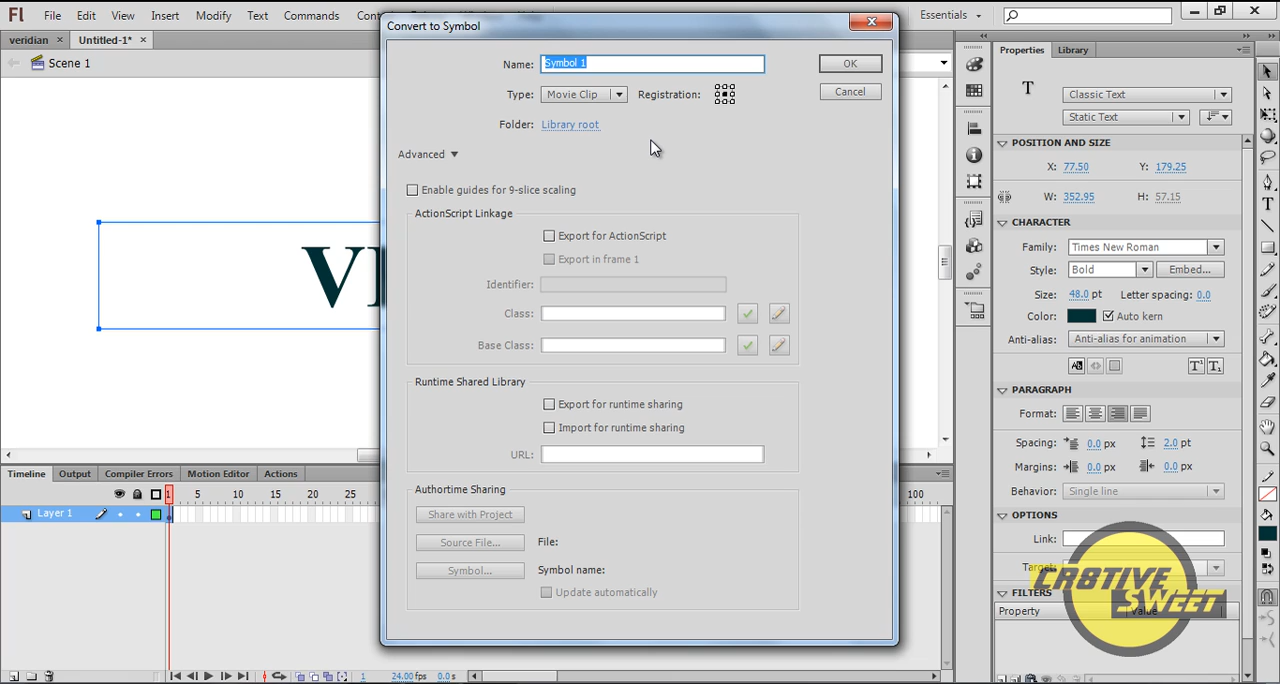 Fl File Edit View Insert Modify Text Commands Essentials
veridian × Untitled-1* ×
Scene 1
Convert to Symbol
Name: Symbol 1 OK
Type: Movie Clip Registration: Cancel
Folder: Library root
Advanced
Enable guides for 9-slice scaling
ActionScript Linkage
Export for ActionScript
Export in frame 1
Identifier:
Class:
Base Class:
Runtime Shared Library
Export for runtime sharing
Import for runtime sharing
URL:
Authortime Sharing
Share with Project
Source File... File:
Symbol... Symbol name:
Update automatically
Properties Library
T Classic Text
Static Text
POSITION AND SIZE
X: 77.50 Y: 179.25
W: 352.95 H: 57.15
CHARACTER
Family: Times New Roman
Style: Bold Embed...
Size: 48.0 pt Letter spacing: 0.0
Color: Auto kern
Anti-alias: Anti-alias for animation
PARAGRAPH
Format:
Spacing: 0.0 px 2.0 pt
Margins: 0.0 px 0.0 px
Behavior: Single line
OPTIONS
Link:
Target:
FILTERS
Property Value
CR8TIVE
SWEET
Timeline Output Compiler Errors Motion Editor Actions
1 5 10 15 20 25 100
Layer 1
1 24.00 fps 0.0 s